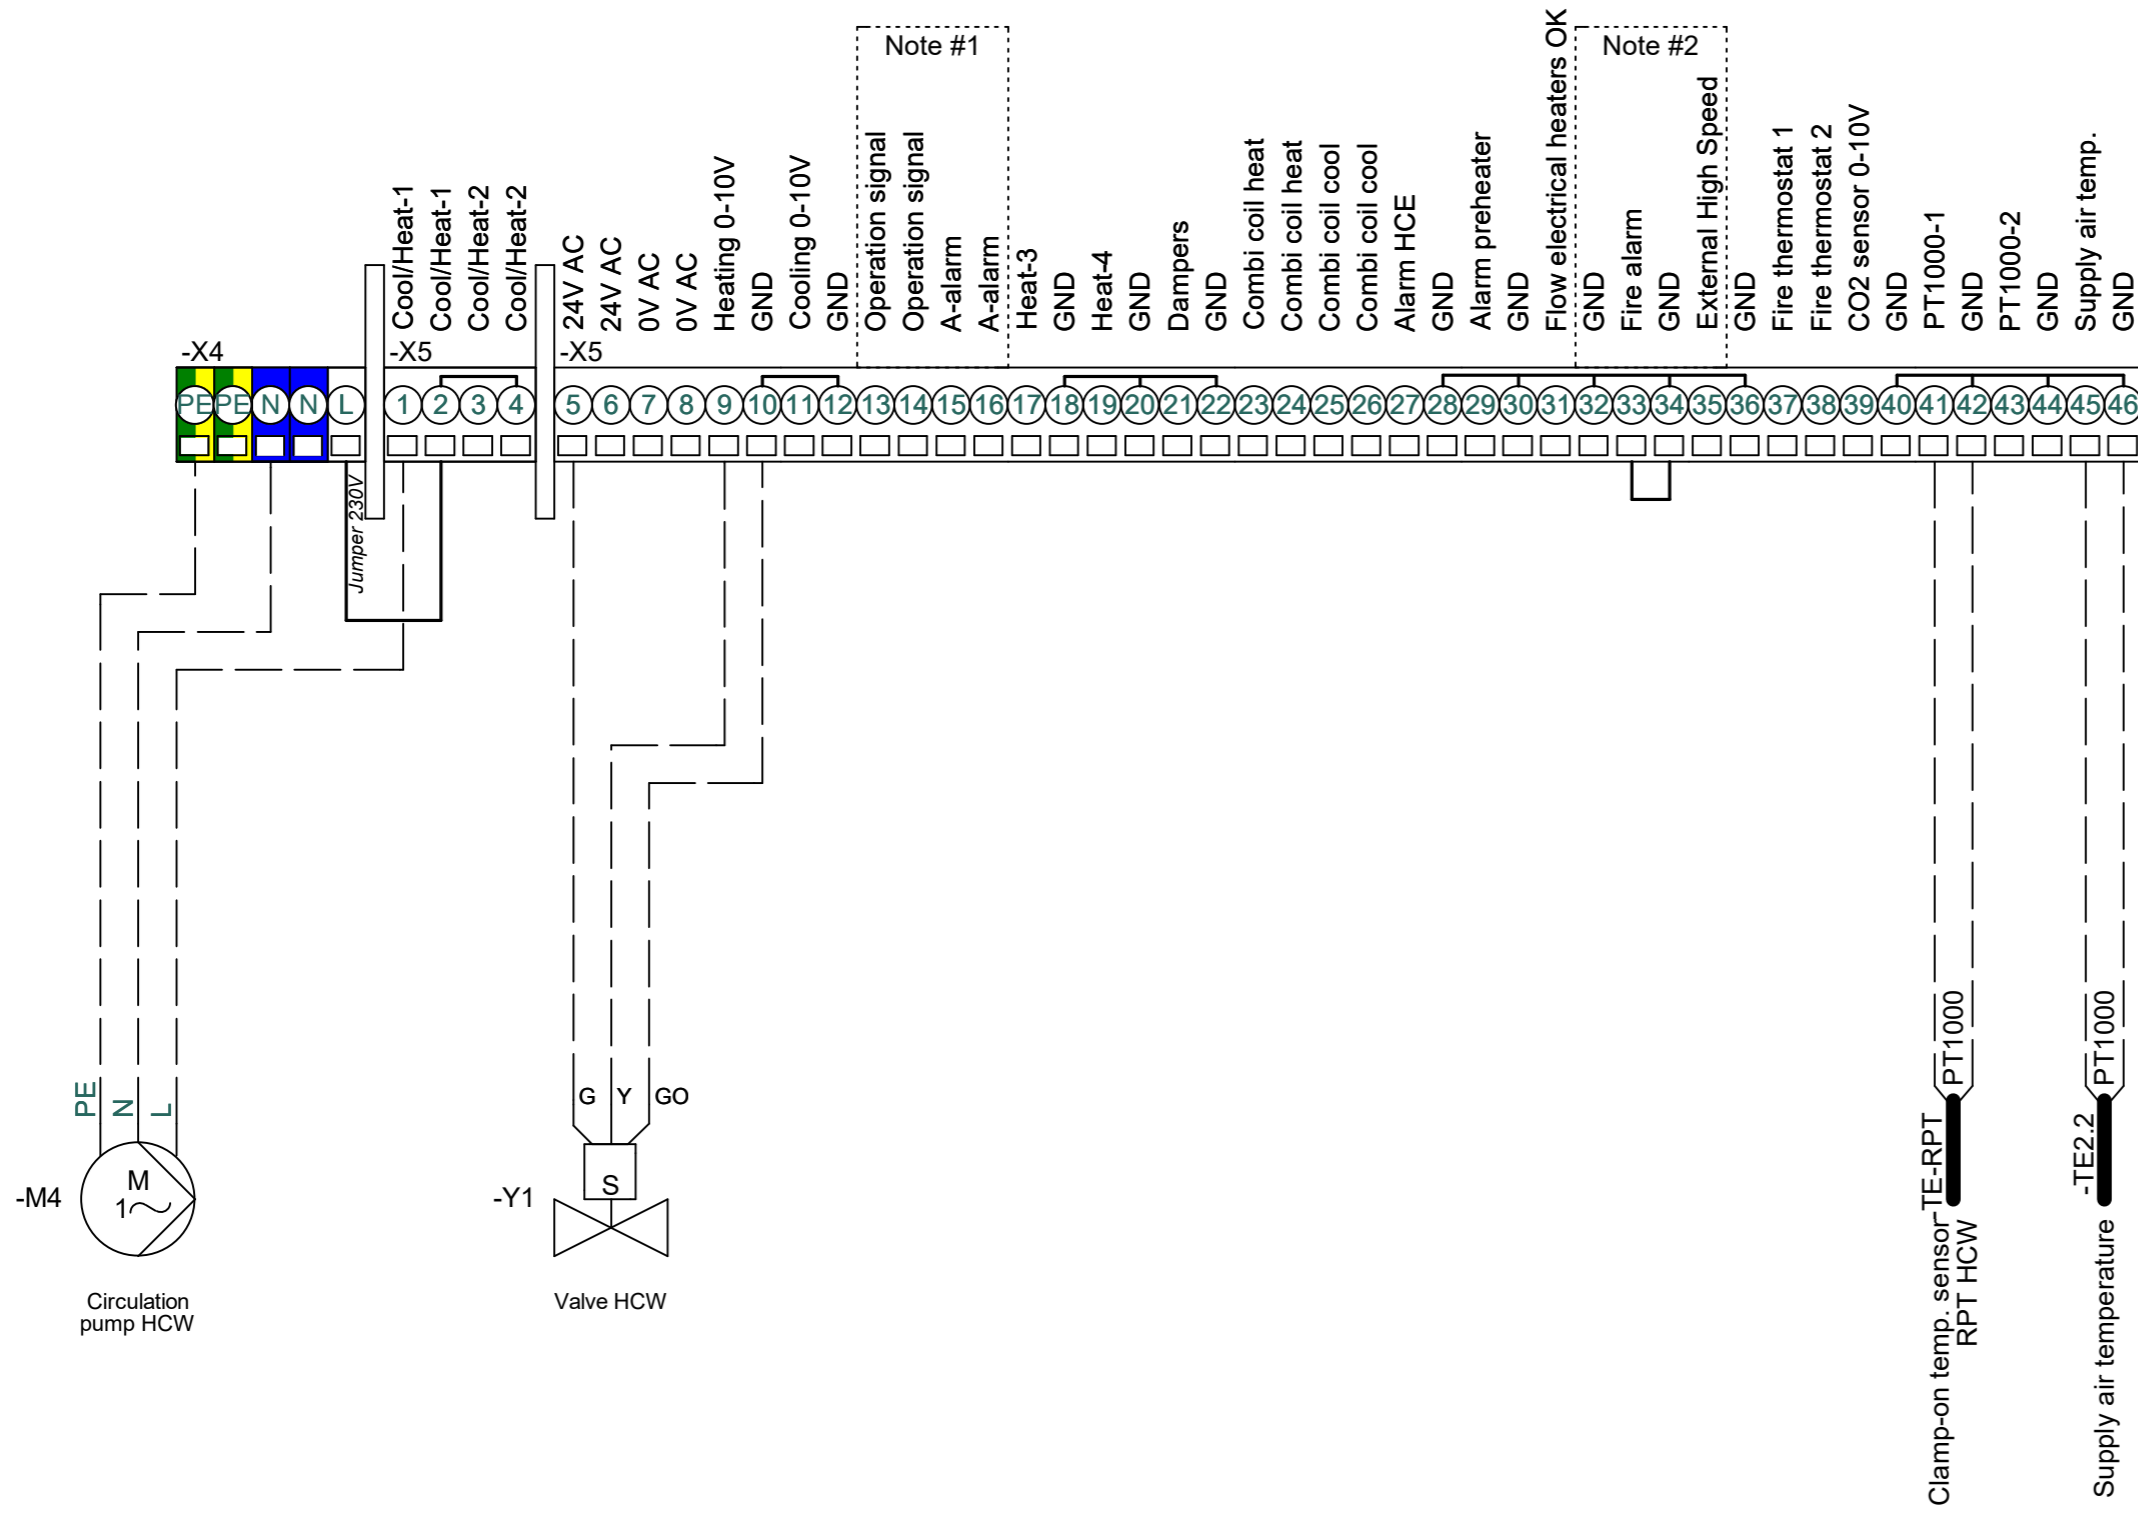 Note #1
Note #2
Cool/Heat-1
Cool/Heat-1
Cool/Heat-2
Cool/Heat-2
24V AC
24V AC
0V AC
0V AC
Heating 0-10V
GND
Cooling 0-10V
GND
Operation signal
Operation signal
A-alarm
A-alarm
Heat-3
GND
Heat-4
GND
Dampers
GND
Combi coil heat
Combi coil heat
Combi coil cool
Combi coil cool
Alarm HCE
GND
Alarm preheater
GND
Flow electrical heaters OK
GND
Fire alarm
GND
External High Speed
GND
Fire thermostat 1
Fire thermostat 2
CO2 sensor 0-10V
GND
PT1000-1
GND
PT1000-2
GND
Supply air temp.
GND
-X4
-X5
-X5
PE PE N N L 1 2 3 4 5 6 7 8 9 10 11 12 13 14 15 16 17 18 19 20 21 22 23 24 25 26 27 28 29 30 31 32 33 34 35 36 37 38 39 40 41 42 43 44 45 46
Jumper 230V
PE
N
L
G
Y
GO
PT1000
PT1000
-M4
M
1
-Y1
S
-TE-RPT
-TE2.2
Circulation
pump HCW
Valve HCW
Clamp-on temp. sensor
RPT HCW
Supply air temperature